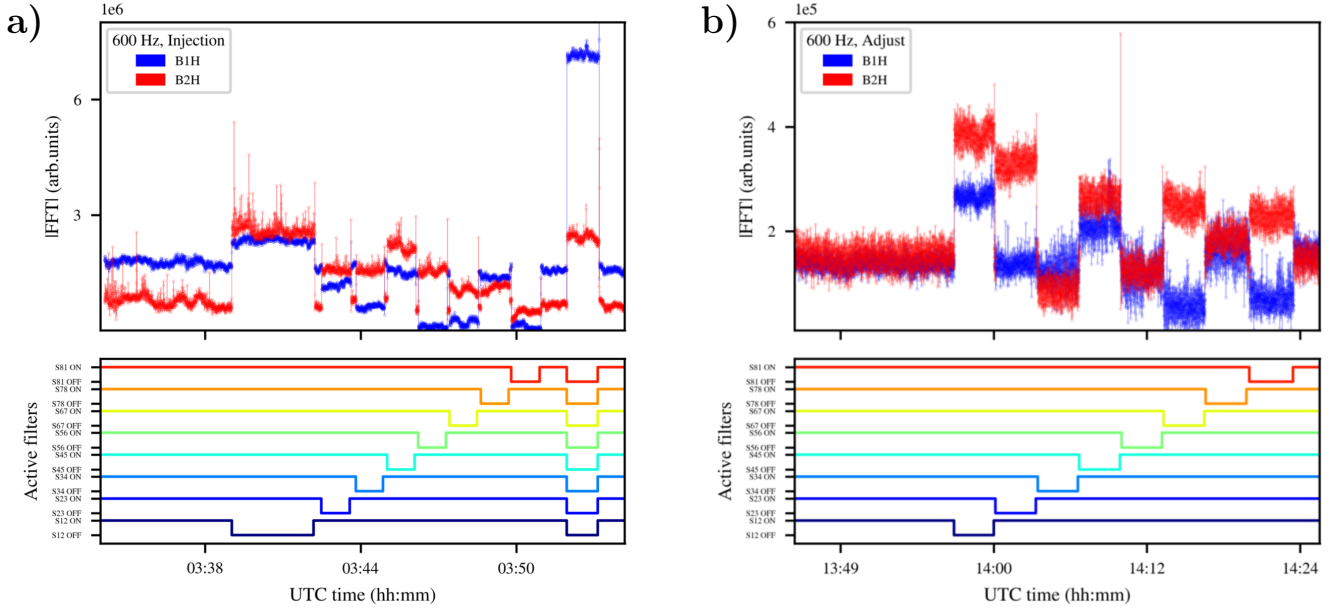 a)
1e6
600 Hz, Injection
B1H
B2H
6
3
|FFT| (arb.units)
S81 ON
S81 OFF
S78 ON
S78 OFF
S67 ON
S67 OFF
S56 ON
S56 OFF
S45 ON
S45 OFF
S34 ON
S34 OFF
S23 ON
S23 OFF
S12 ON
S12 OFF
Active filters
03:38 03:44 03:50
UTC time (hh:mm)
b)
1e5
600 Hz, Adjust
B1H
B2H
6
4
2
|FFT| (arb.units)
S81 ON
S81 OFF
S78 ON
S78 OFF
S67 ON
S67 OFF
S56 ON
S56 OFF
S45 ON
S45 OFF
S34 ON
S34 OFF
S23 ON
S23 OFF
S12 ON
S12 OFF
Active filters
13:49 14:00 14:12 14:24
UTC time (hh:mm)